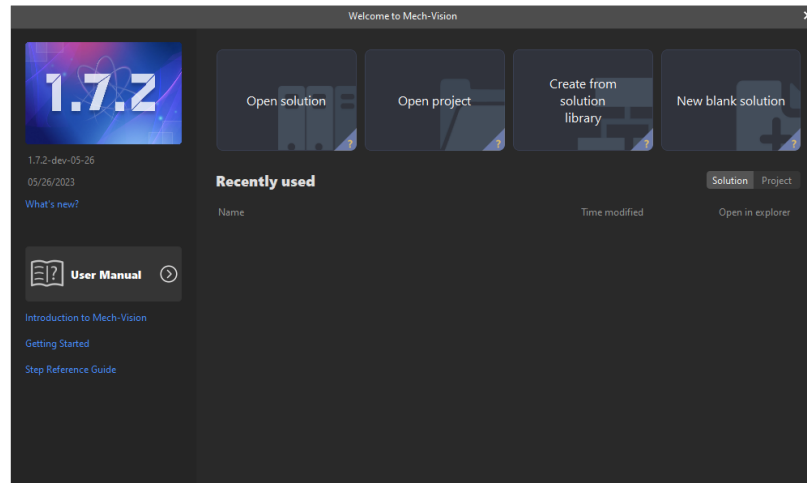 Welcome to Mech-Vision
1.7.2
1.7.2-dev-05-26
05/26/2023
What's new?
User Manual
Introduction to Mech-Vision
Getting Started
Step Reference Guide
Open solution
?
Open project
?
Create from
solution
library
?
New blank solution
?
Recently used
Solution Project
Name Time modified Open in explorer